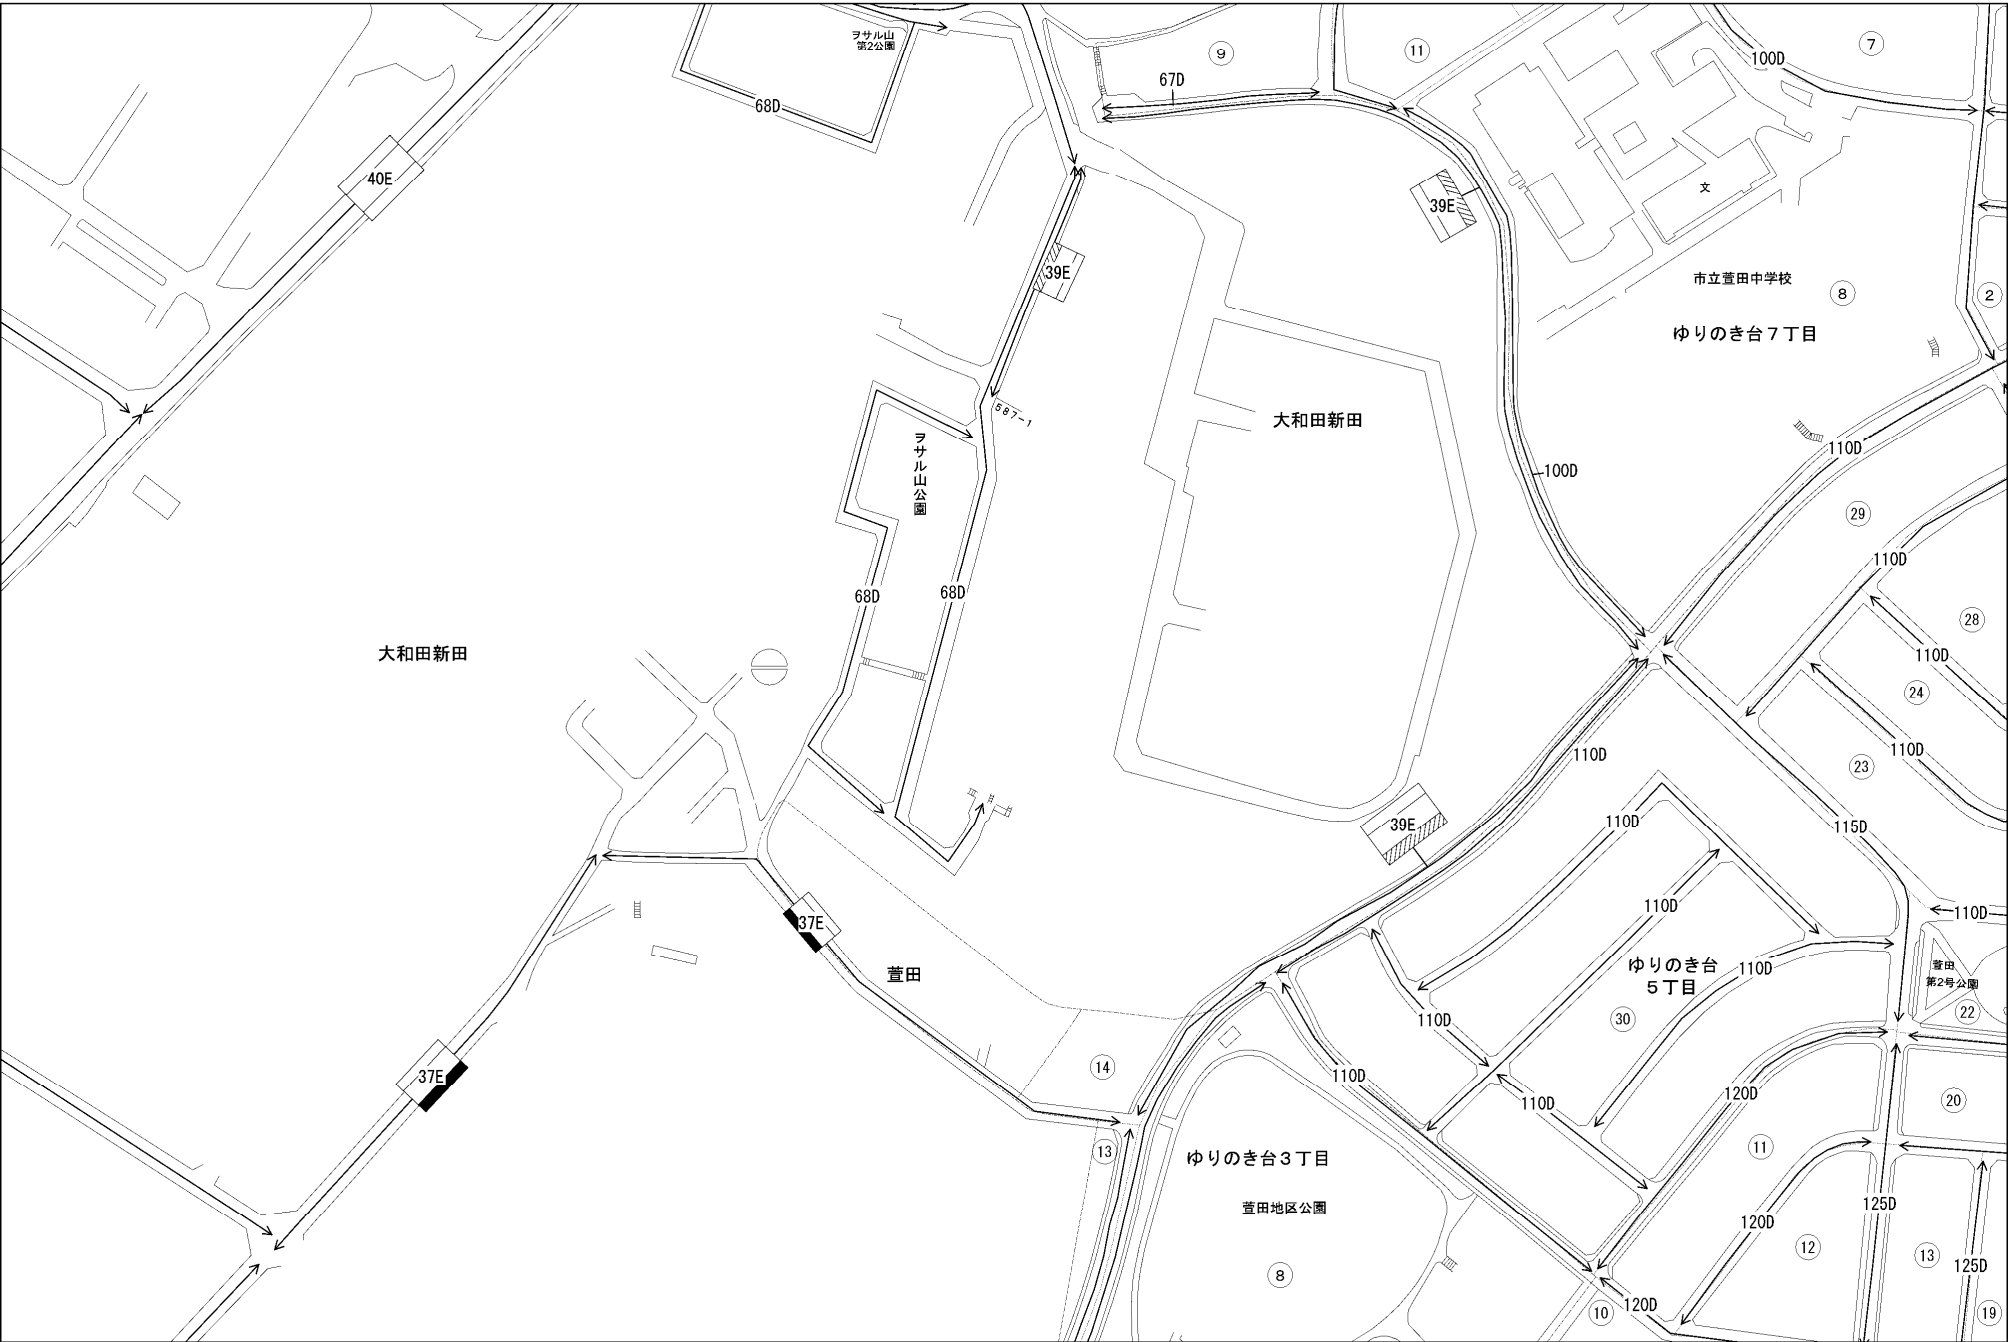 ヲサル山
第2公園
⑨
⑪
⑦
100D
67D
68D
40E
39E
文
39E
市立萱田中学校
⑧
②
ゆりのき台7丁目
587-1
大和田新田
ヲサル山公園
110D
100D
㉙
110D
68D
68D
㉘
大和田新田
110D
㉔
110D
110D
㉓
39E
110D
115D
110D
110D
37E
萱田
ゆりのき台
5丁目
110D
萱田
第2号公園
㉒
110D
㉚
⑭
37E
110D
110D
120D
⑳
⑬
ゆりのき台3丁目
⑪
萱田地区公園
125D
120D
⑫
⑬
125D
⑧
120D
⑩
⑲